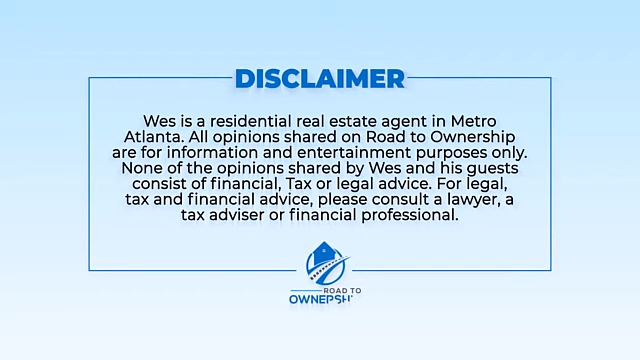 DISCLAIMER
Wes is a residential real estate agent in Metro
Atlanta. All opinions shared on Road to Ownership
are for information and entertainment purposes only.
None of the opinions shared by Wes and his guests
consist of financial, Tax or legal advice. For legal,
tax and financial advice, please consult a lawyer, a
tax adviser or financial professional.
ROAD TO